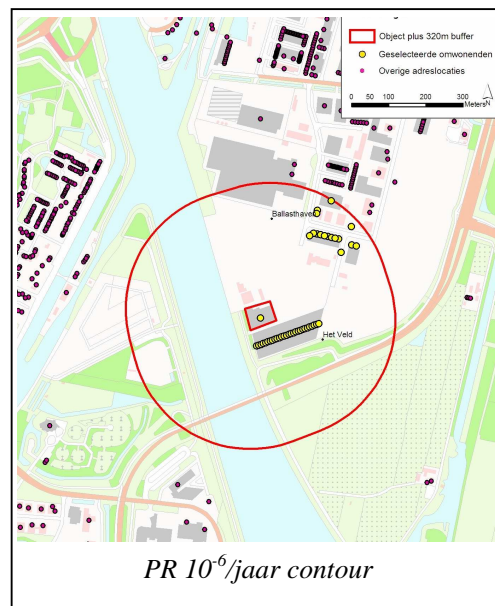 Object plus 320m buffer
Geselecteerde omwonenden
Overige adreslocaties
0 50 100 200 300
Meters
N
Ballasthaven
Het Veld
PR 10⁻⁶/jaar contour